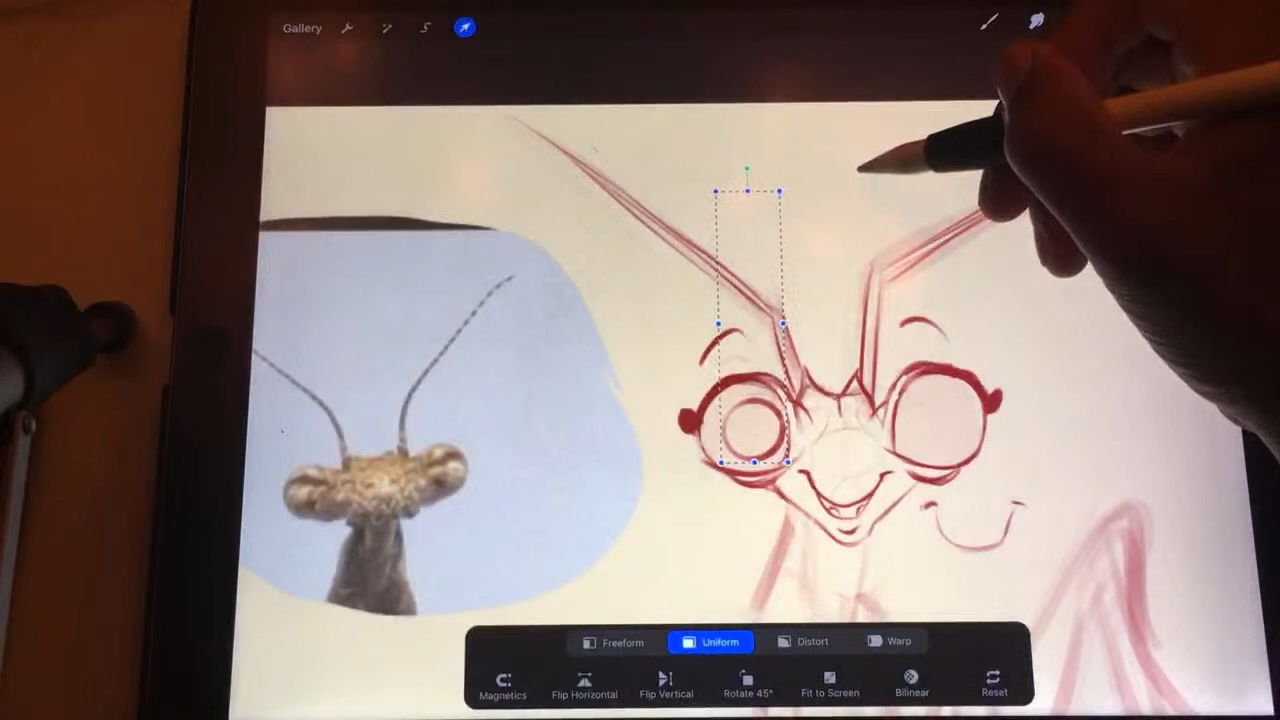 Gallery
Freeform Uniform Distort Warp
Magnetics Flip Horizontal Flip Vertical Rotate 45° Fit to Screen Bilinear Reset